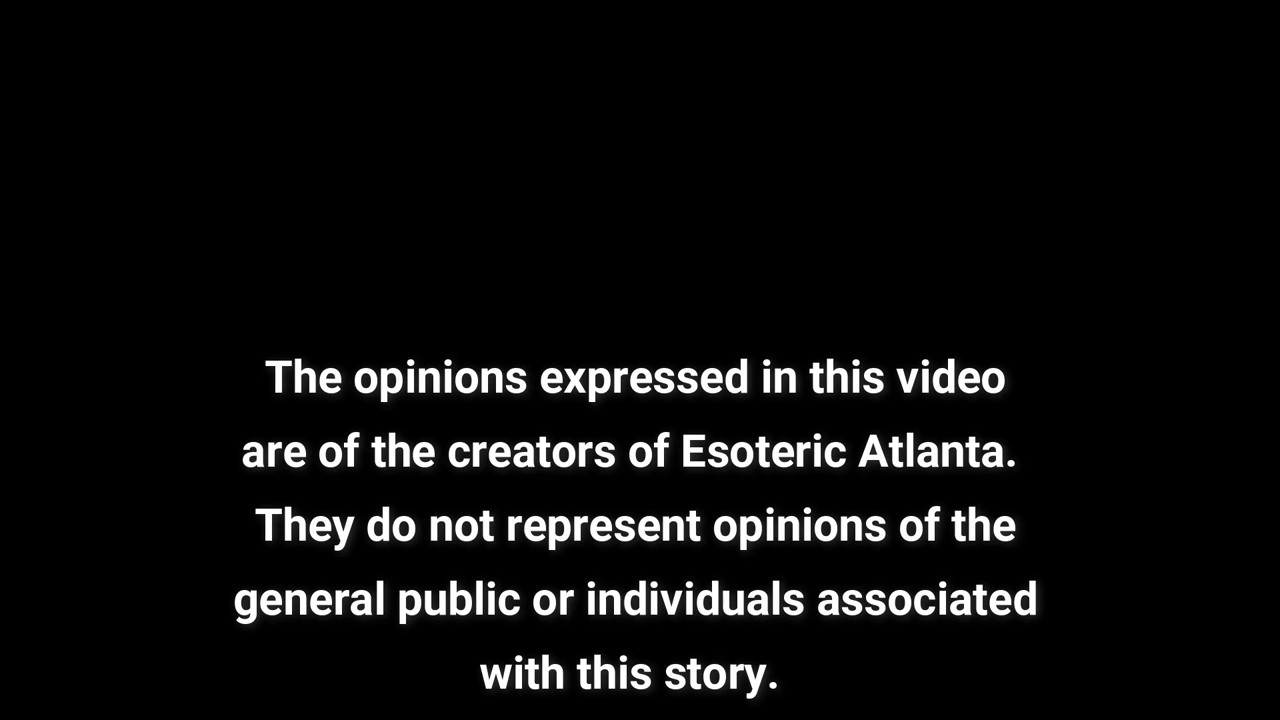 The opinions expressed in this video
are of the creators of Esoteric Atlanta.
They do not represent opinions of the
general public or individuals associated
with this story.